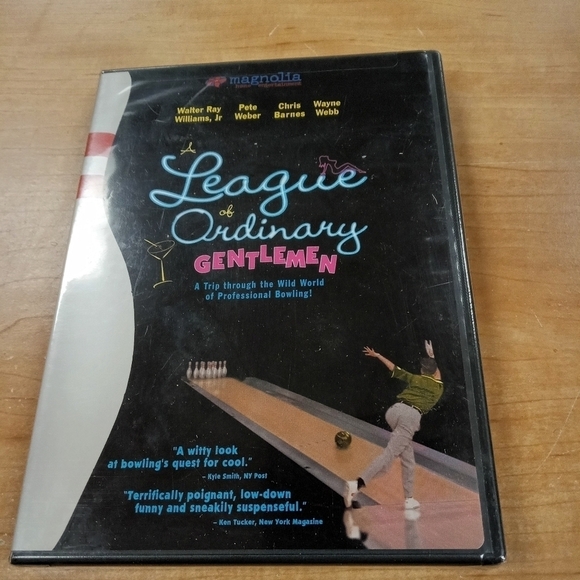 magnolia
home entertainment
Walter Ray Williams, Jr
Pete Weber
Chris Barnes
Wayne Webb
A
League
of
Ordinary
GENTLEMEN
A Trip through the Wild World
of Professional Bowling!
"A witty look
at bowling's quest for cool."
– Kyle Smith, NY Post
"Terrifically poignant, low-down
funny and sneakily suspenseful."
– Ken Tucker, New York Magazine